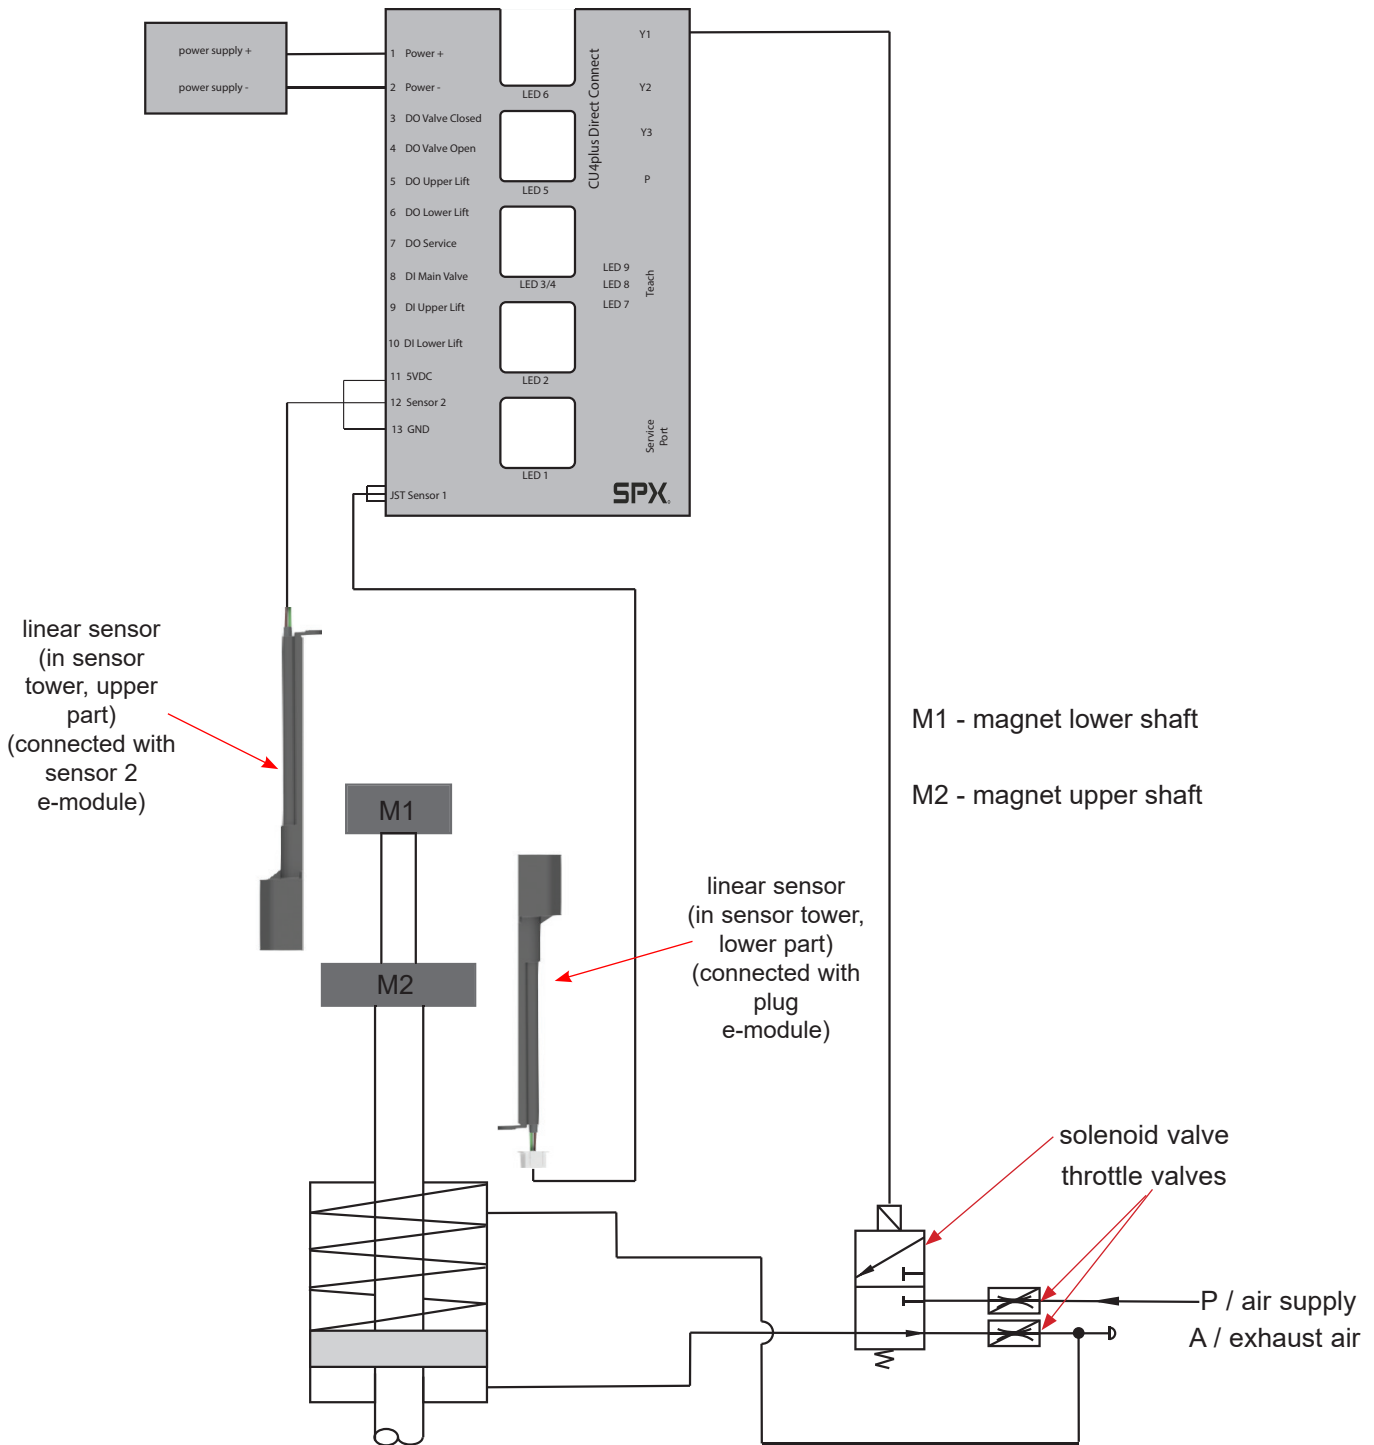 power supply +
power supply -
1 Power +
2 Power -
3 DO Valve Closed
4 DO Valve Open
5 DO Upper Lift
6 DO Lower Lift
7 DO Service
8 DI Main Valve
9 DI Upper Lift
10 DI Lower Lift
11 5VDC
12 Sensor 2
13 GND
JST Sensor 1
LED 6
LED 5
LED 3/4
LED 2
LED 1
CU4plus Direct Connect
Y1
Y2
Y3
P
LED 9
LED 8
LED 7
Teach
Service
Port
SPX
linear sensor
(in sensor
tower, upper
part)
(connected with
sensor 2
e-module)
M1
M2
linear sensor
(in sensor tower,
lower part)
(connected with
plug
e-module)
M1 - magnet lower shaft
M2 - magnet upper shaft
solenoid valve
throttle valves
P / air supply
A / exhaust air